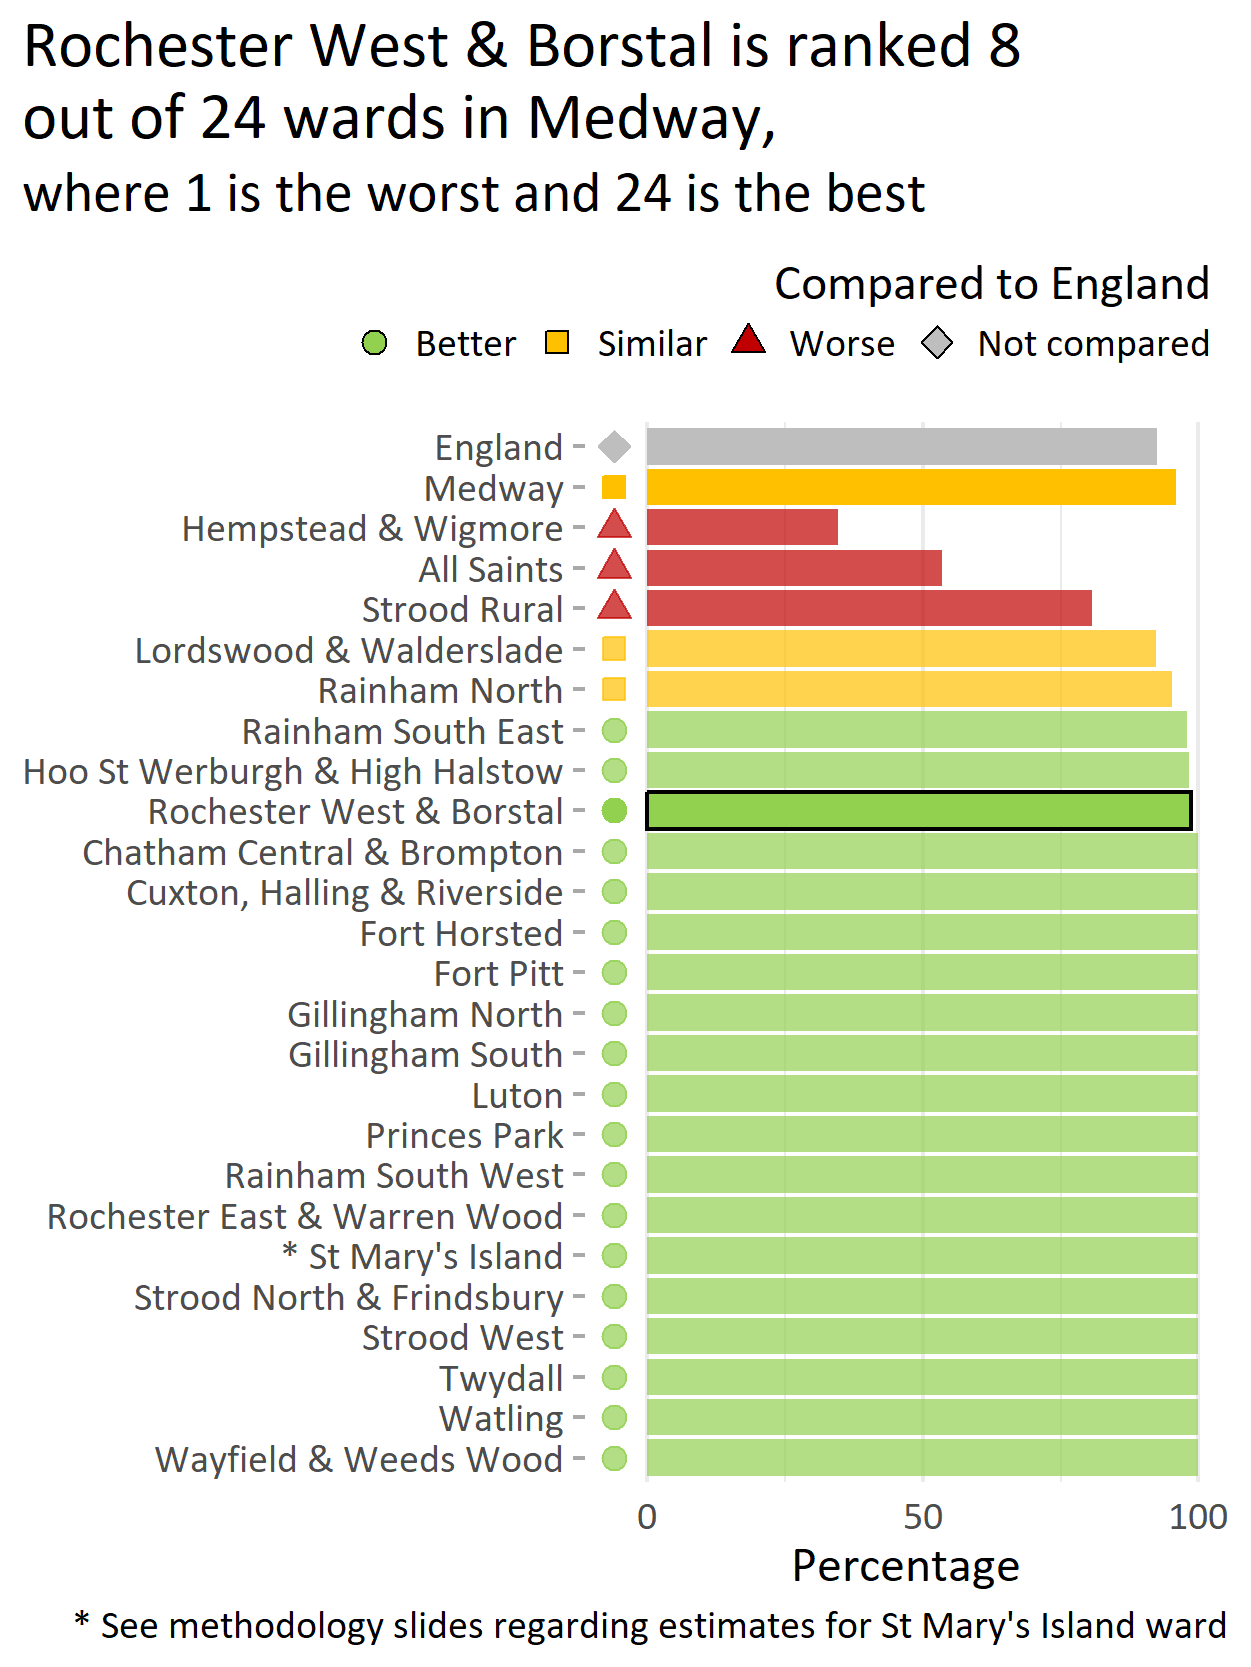 Rochester West & Borstal is ranked 8
out of 24 wards in Medway,
where 1 is the worst and 24 is the best
Compared to England
Better Similar Worse Not compared
England
Medway
Hempstead & Wigmore
All Saints
Strood Rural
Lordswood & Walderslade
Rainham North
Rainham South East
Hoo St Werburgh & High Halstow
Rochester West & Borstal
Chatham Central & Brompton
Cuxton, Halling & Riverside
Fort Horsted
Fort Pitt
Gillingham North
Gillingham South
Luton
Princes Park
Rainham South West
Rochester East & Warren Wood
* St Mary's Island
Strood North & Frindsbury
Strood West
Twydall
Watling
Wayfield & Weeds Wood
0 50 100
Percentage
* See methodology slides regarding estimates for St Mary's Island ward